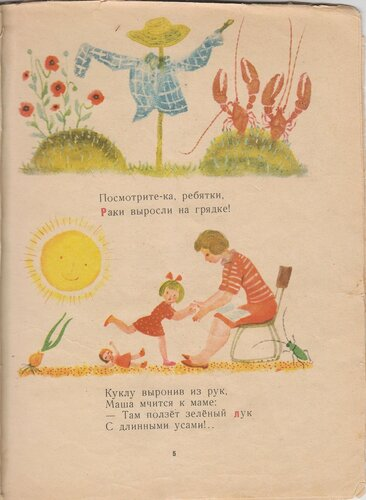 Посмотрите-ка, ребятки,
Раки выросли на грядке!
Куклу выронив из рук,
Маша мчится к маме:
— Там ползёт зелёный лук
С длинными усами!..
5